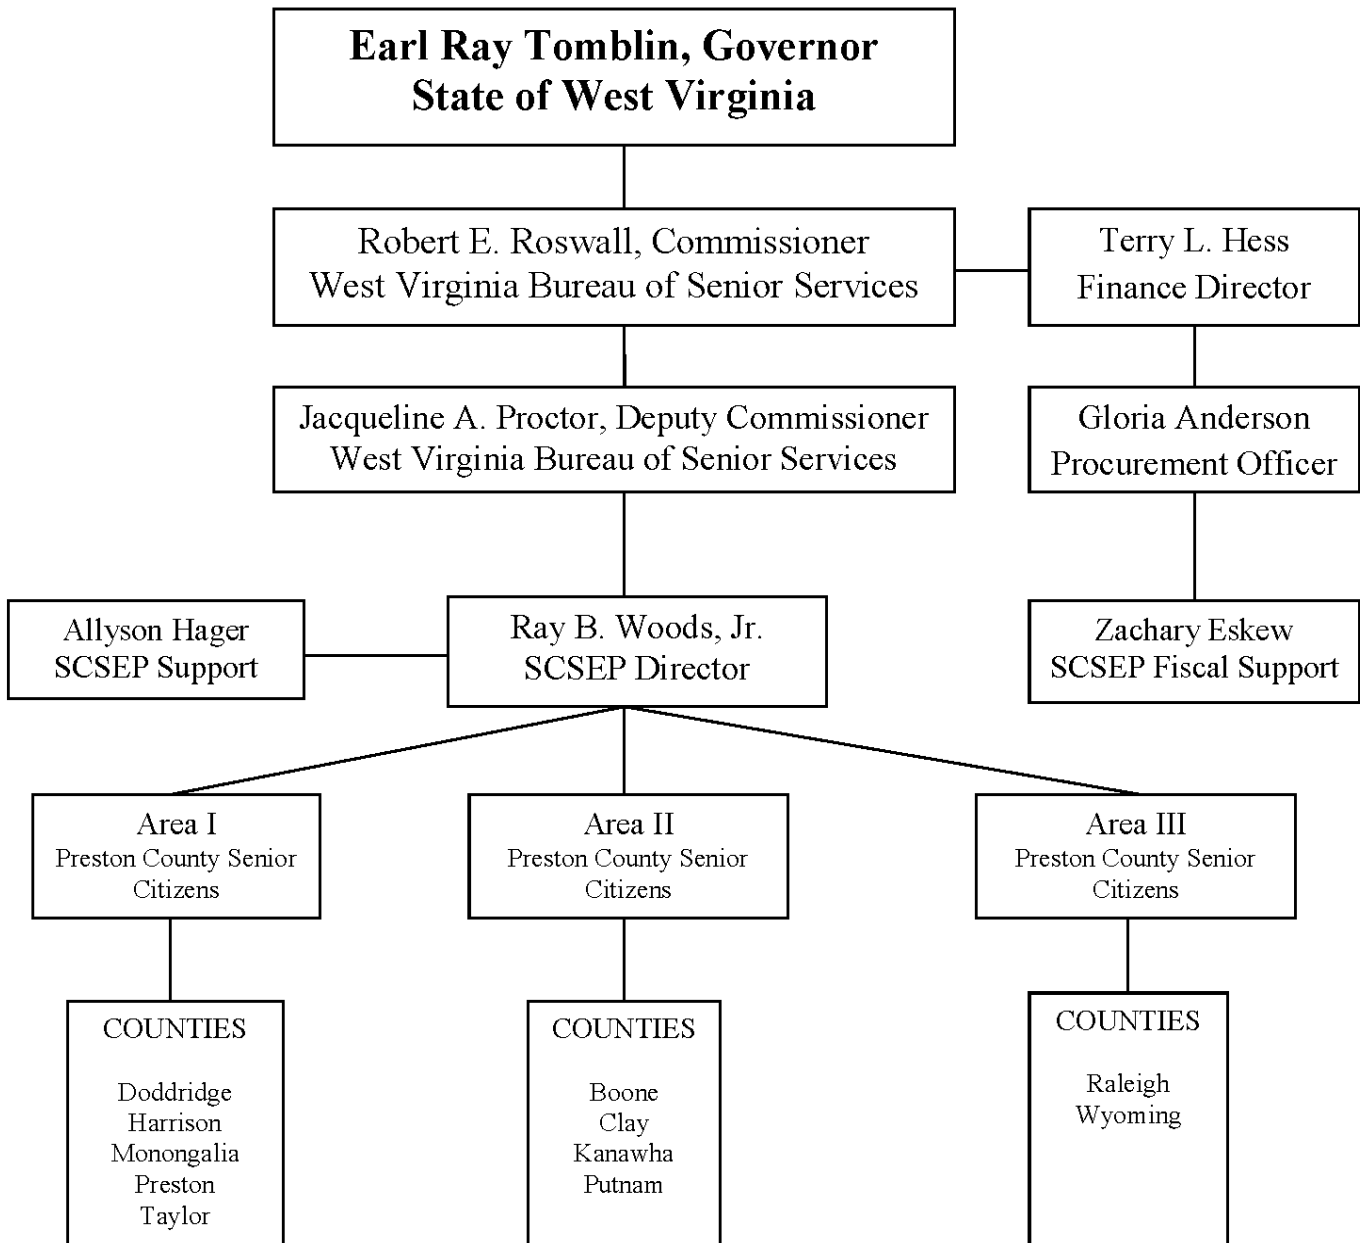 Earl Ray Tomblin, Governor
State of West Virginia
Robert E. Roswall, Commissioner
West Virginia Bureau of Senior Services
Terry L. Hess
Finance Director
Jacqueline A. Proctor, Deputy Commissioner
West Virginia Bureau of Senior Services
Gloria Anderson
Procurement Officer
Allyson Hager
SCSEP Support
Ray B. Woods, Jr.
SCSEP Director
Zachary Eskew
SCSEP Fiscal Support
Area I
Preston County Senior
Citizens
Area II
Preston County Senior
Citizens
Area III
Preston County Senior
Citizens
COUNTIES
Doddridge
Harrison
Monongalia
Preston
Taylor
COUNTIES
Boone
Clay
Kanawha
Putnam
COUNTIES
Raleigh
Wyoming